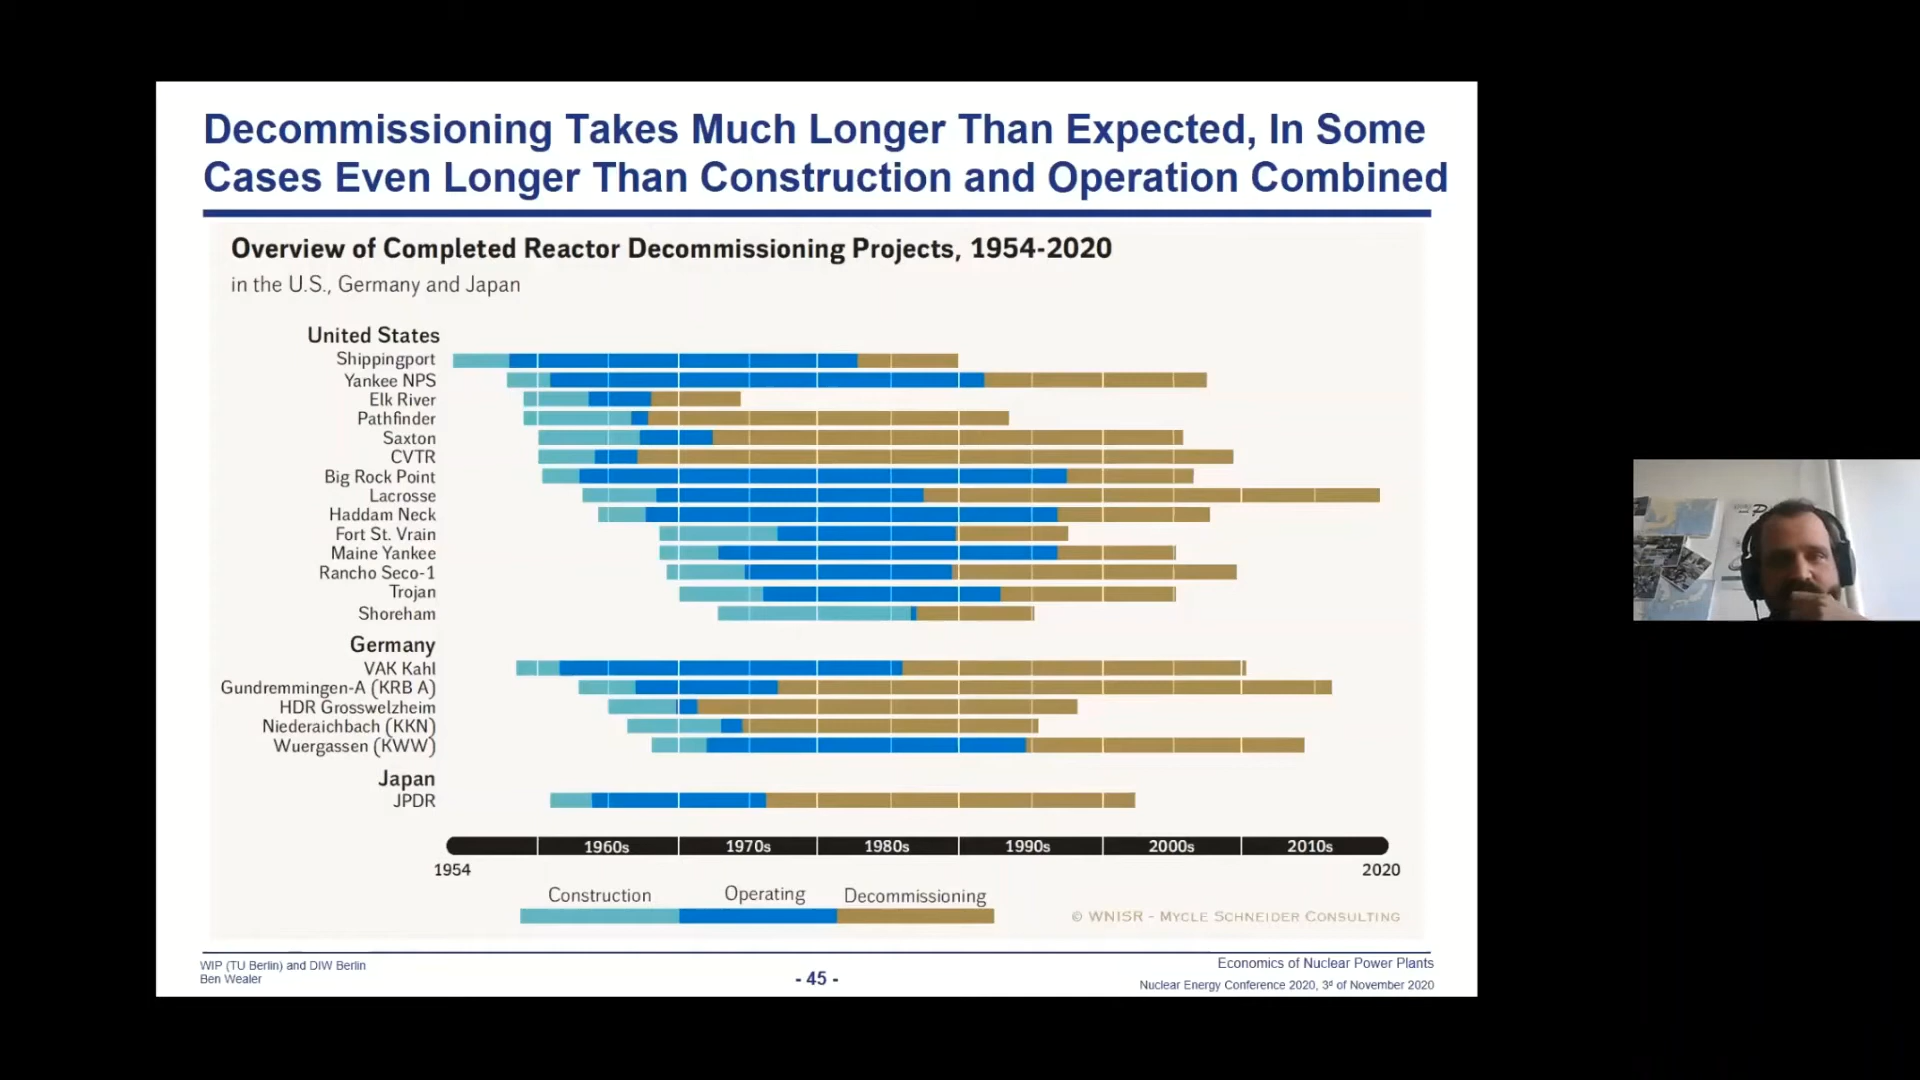 Decommissioning Takes Much Longer Than Expected, In Some
Cases Even Longer Than Construction and Operation Combined
Overview of Completed Reactor Decommissioning Projects, 1954-2020
in the U.S., Germany and Japan
United States
Shippingport
Yankee NPS
Elk River
Pathfinder
Saxton
CVTR
Big Rock Point
Lacrosse
Haddam Neck
Fort St. Vrain
Maine Yankee
Rancho Seco-1
Trojan
Shoreham
Germany
VAK Kahl
Gundremmingen-A (KRB A)
HDR Grosswelzheim
Niederaichbach (KKN)
Wuergassen (KWW)
Japan
JPDR
1960s 1970s 1980s 1990s 2000s 2010s
1954 2020
Construction Operating Decommissioning
© WNISR - Mycle Schneider Consulting
WIP (TU Berlin) and DIW Berlin
Ben Wealer
- 45 -
Economics of Nuclear Power Plants
Nuclear Energy Conference 2020, 3ᵈ of November 2020